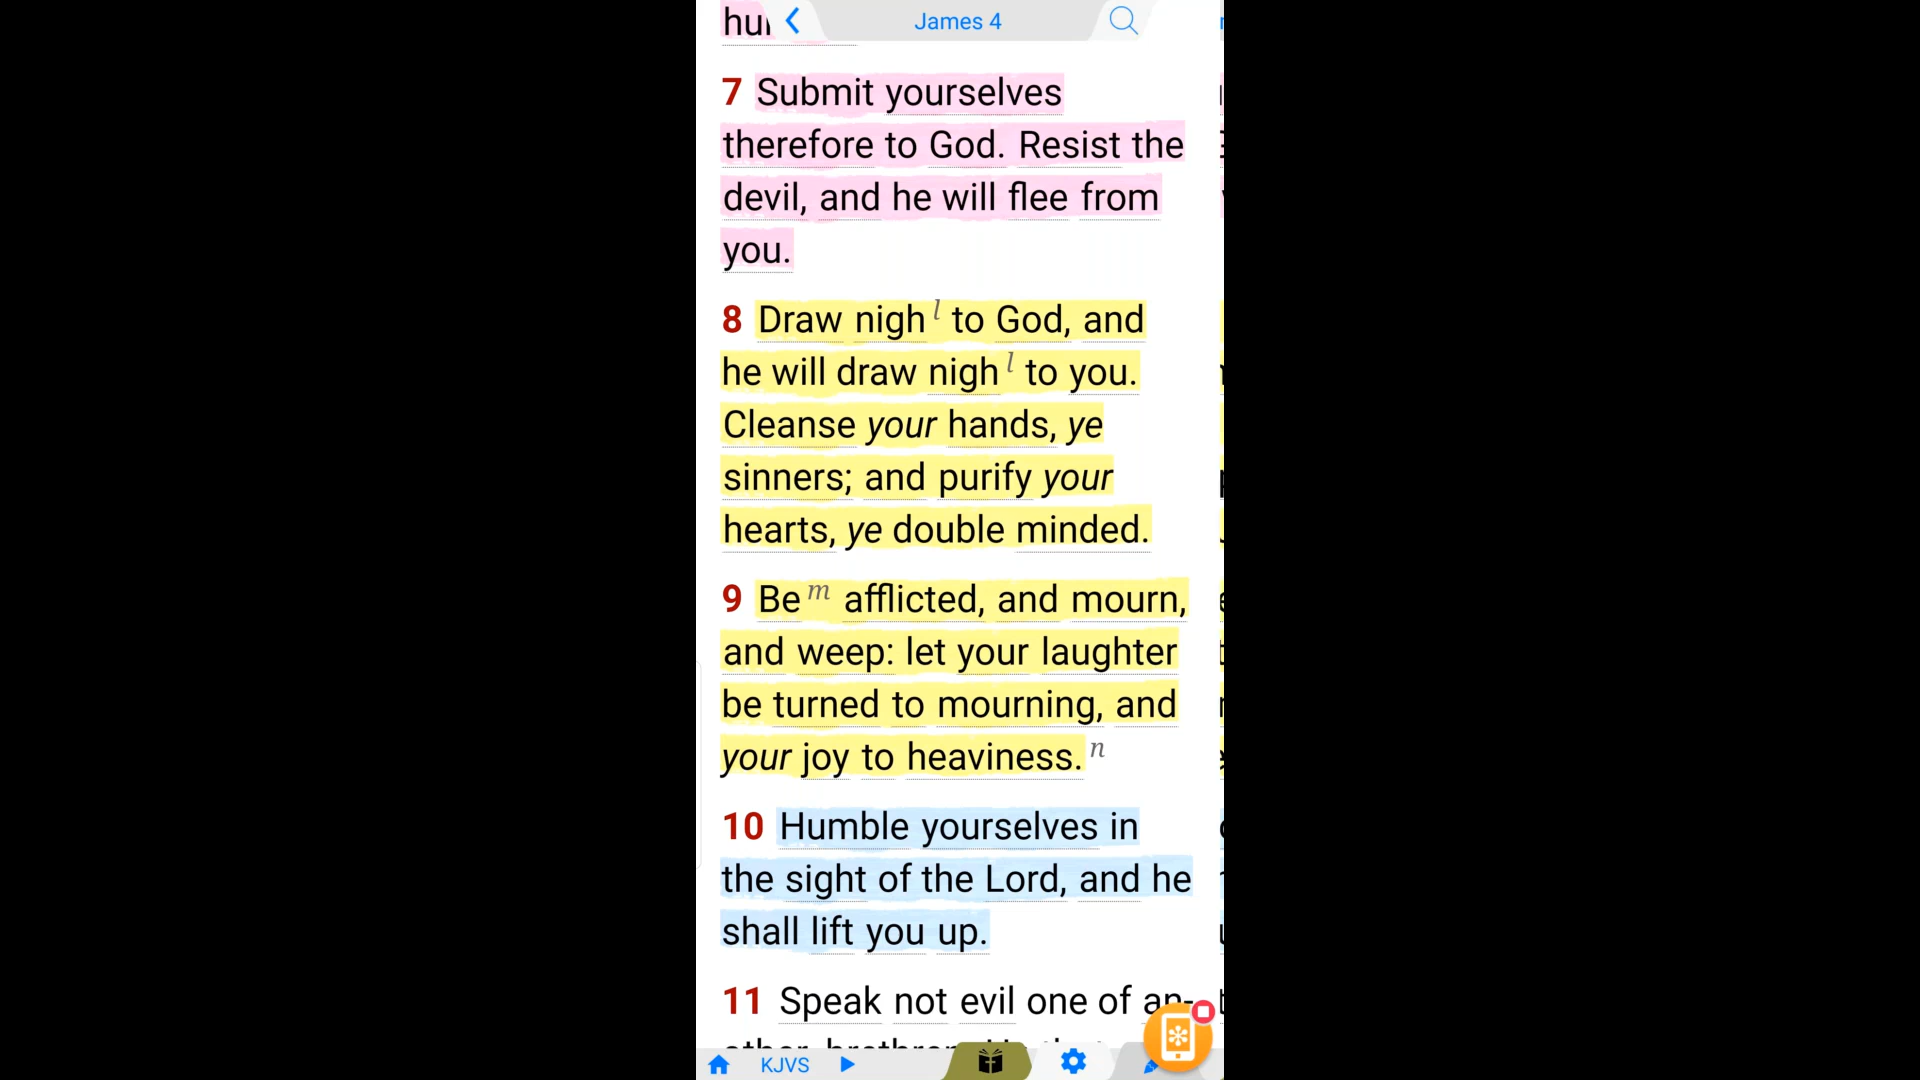 James 4
7 Submit yourselves
therefore to God. Resist the
devil, and he will flee from
you.
8 Draw nigh l to God, and
he will draw nigh l to you.
Cleanse your hands, ye
sinners; and purify your
hearts, ye double minded.
9 Be m afflicted, and mourn,
and weep: let your laughter
be turned to mourning, and
your joy to heaviness. n
10 Humble yourselves in
the sight of the Lord, and he
shall lift you up.
11 Speak not evil one of an-
KJVS